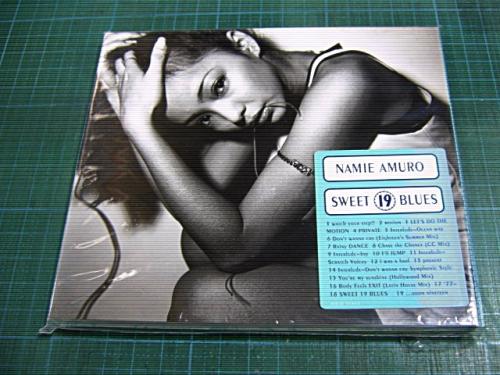 NAMIE AMURO
SWEET 19 BLUES
1 watch your step!! 2 motion 3 LET'S DO THE
MOTION 4 PRIVATE 5 Interlude~Ocean way
6 Don't wanna cry (Eighteen's Summer Mix)
7 Rainy DANCE 8 Chase the Chance (CC Mix)
9 Interlude~Joy 10 I'll JUMP 11 Interlude~
Scratch Voices 12 i was a fool 13 present
14 Interlude~Don't wanna cry Symphonic Style
15 You're my sunshine (Hollywood Mix)
16 Body Feels EXIT (Latin House Mix) 17 '77~
18 SWEET 19 BLUES 19 ...soon nineteen